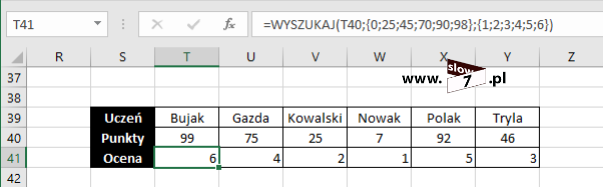 T41 fx =WYSZUKAJ(T40;{0;25;45;70;90;98};{1;2;3;4;5;6})
R S T U V W X Y Z
37 www. slow 7 .pl
38
39 Uczeń Bujak Gazda Kowalski Nowak Polak Tryla
40 Punkty 99 75 25 7 92 46
41 Ocena 6 4 2 1 5 3
42